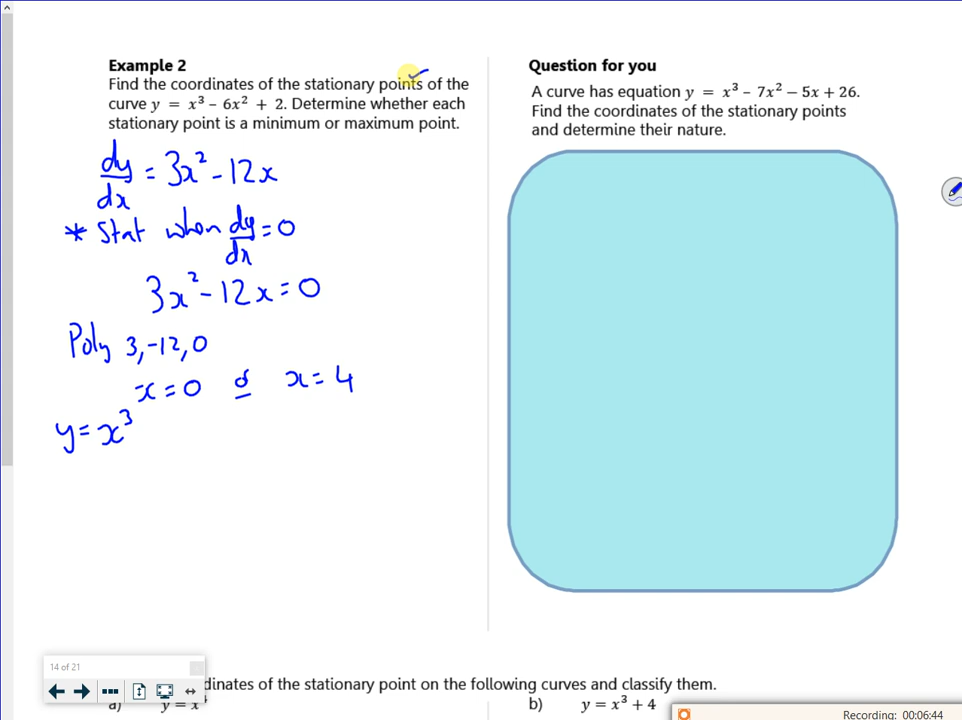 Example 2
Find the coordinates of the stationary points of the
curve y = x³ − 6x² + 2. Determine whether each
stationary point is a minimum or maximum point.
dy/dx = 3x² − 12x
* Stat when dy/dx = 0
3x² − 12x = 0
Poly 3, −12, 0
x = 0 or x = 4
y = x³
Question for you
A curve has equation y = x³ − 7x² − 5x + 26.
Find the coordinates of the stationary points
and determine their nature.
14 of 21
dinates of the stationary point on the following curves and classify them.
a) y = x
b) y = x³ + 4
Recording: 00:06:44